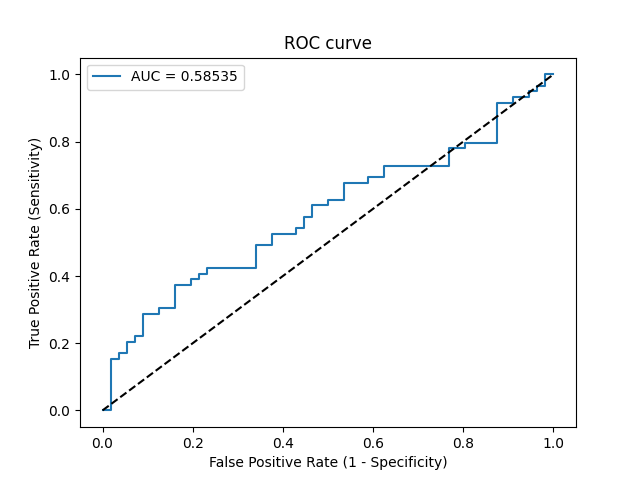 ROC curve
AUC = 0.58535
True Positive Rate (Sensitivity)
1.0
0.8
0.6
0.4
0.2
0.0
0.0 0.2 0.4 0.6 0.8 1.0
False Positive Rate (1 - Specificity)